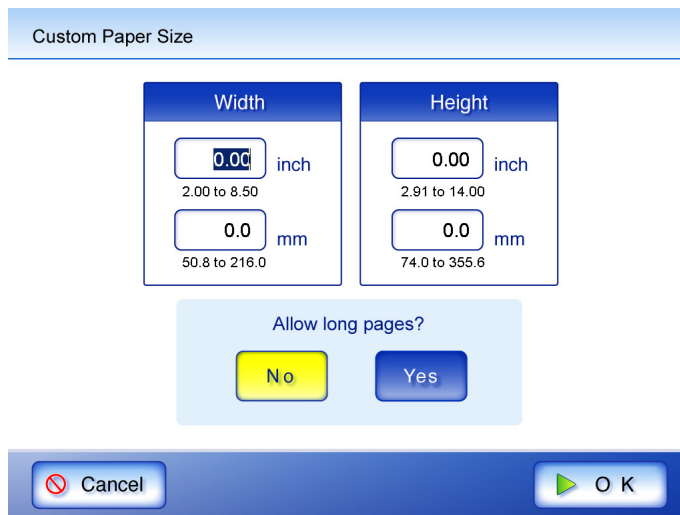 Custom Paper Size
Width
0.00 inch
2.00 to 8.50
0.0 mm
50.8 to 216.0
Height
0.00 inch
2.91 to 14.00
0.0 mm
74.0 to 355.6
Allow long pages?
No Yes
Cancel OK